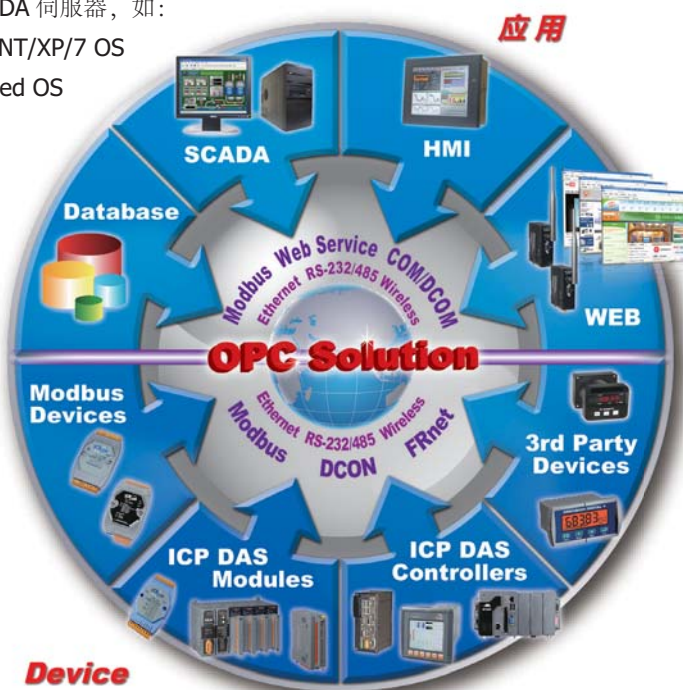 DA 伺服器，如：
NT/XP/7 OS
ed OS
应用
SCADA
HMI
Database
WEB
Modbus Web Service COM/DCOM
Ethernet RS-232/485 Wireless
OPC Solution
Ethernet RS-232/485 Wireless
Modbus DCON FRnet
Modbus
Devices
3rd Party
Devices
68383
ICP DAS
Modules
ICP DAS
Controllers
Device